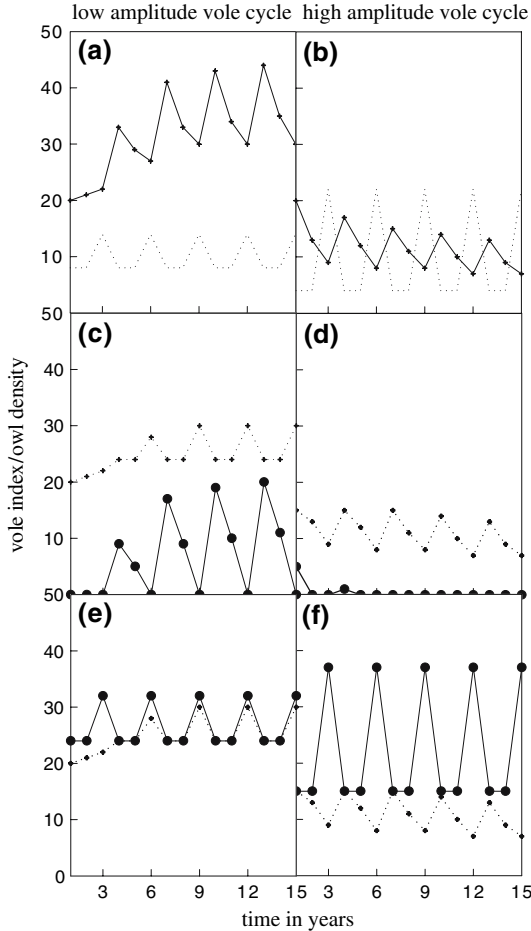 low amplitude vole cycle high amplitude vole cycle
50
(a) (b)
40
30
20
10
50
(c) (d)
40
30
20
10
50
(e) (f)
40
30
20
10
0
vole index/owl density
3 6 9 12 15 3 6 9 12 15
time in years